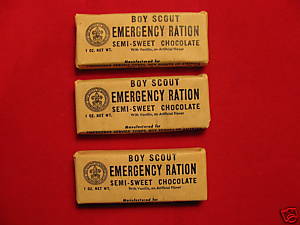 BOY SCOUT
EMERGENCY RATION
SEMI-SWEET CHOCOLATE
1 OZ. NET WT.
With Vanillin, an Artificial Flavor
Manufactured for
BOY SCOUT
EMERGENCY RATION
SEMI-SWEET CHOCOLATE
1 OZ. NET WT.
With Vanillin, an Artificial Flavor
Manufactured for
BOY SCOUT
EMERGENCY RATION
SEMI-SWEET CHOCOLATE
1 OZ. NET WT.
With Vanillin, an Artificial Flavor
Manufactured for